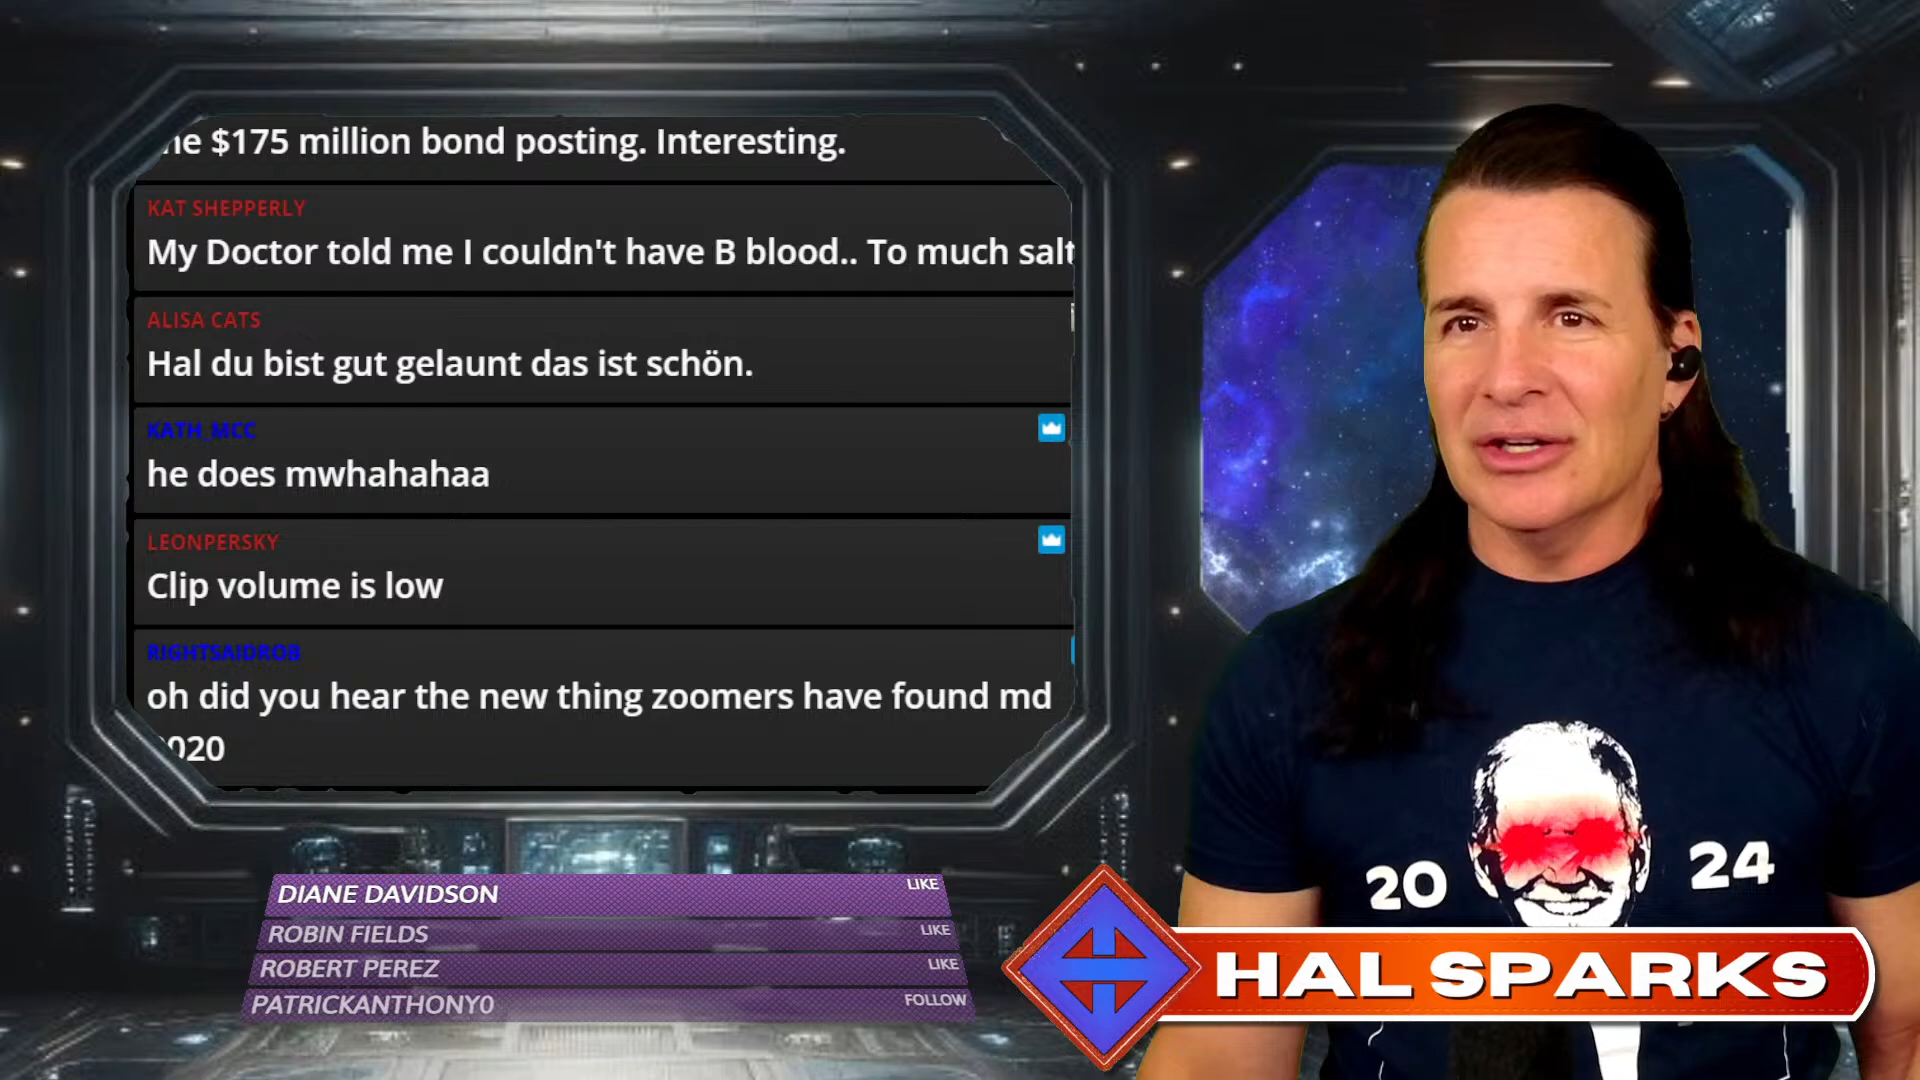 $175 million bond posting. Interesting.
KAT SHEPPERLY
My Doctor told me I couldn't have B blood.. To much salt
ALISA CATS
Hal du bist gut gelaunt das ist schön.
KATH_MCC
he does mwhahahaa
LEONPERSKY
Clip volume is low
RIGHTSAIDROB
oh did you hear the new thing zoomers have found md
020
DIANE DAVIDSON LIKE
ROBIN FIELDS LIKE
ROBERT PEREZ LIKE
PATRICKANTHONY0 FOLLOW
20 24
HAL SPARKS